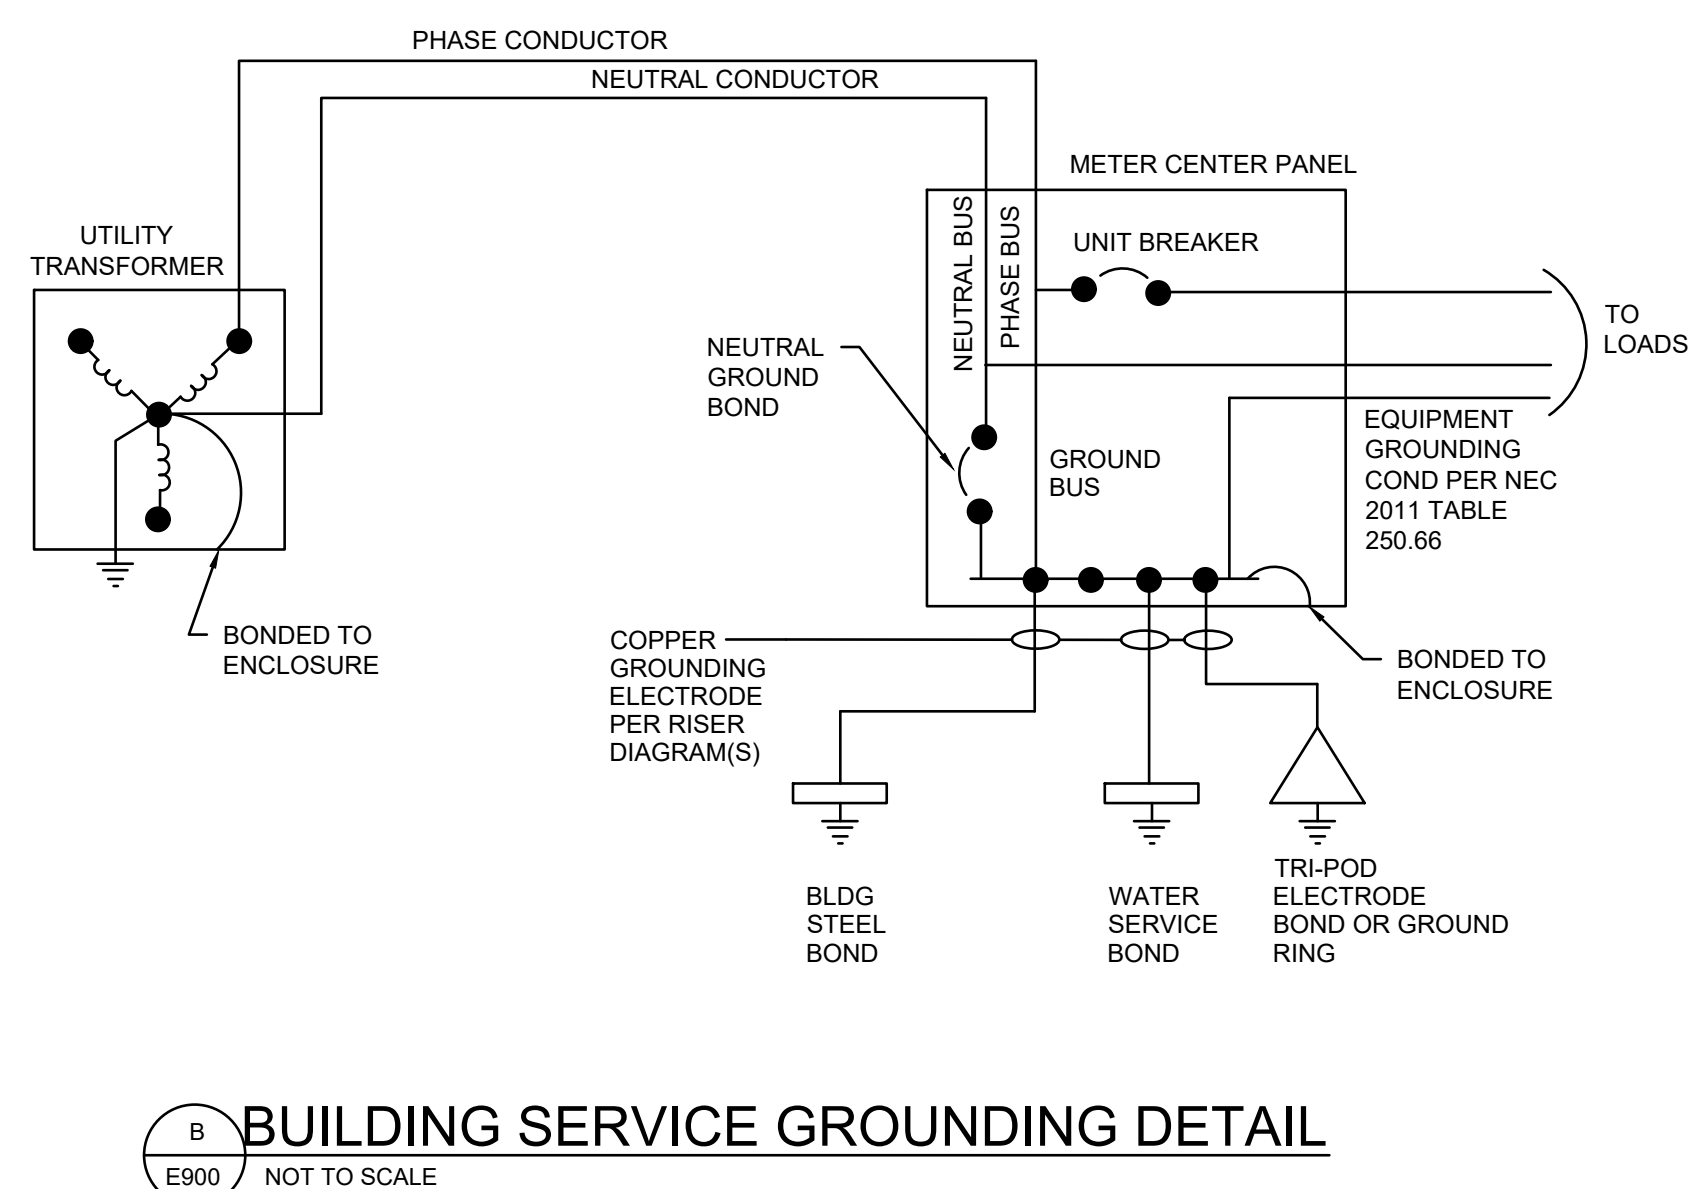 PHASE CONDUCTOR
NEUTRAL CONDUCTOR
METER CENTER PANEL
UTILITY
TRANSFORMER
NEUTRAL BUS
PHASE BUS
UNIT BREAKER
TO
LOADS
NEUTRAL
GROUND
BOND
GROUND
BUS
EQUIPMENT
GROUNDING
COND PER NEC
2011 TABLE
250.66
BONDED TO
ENCLOSURE
COPPER
GROUNDING
ELECTRODE
PER RISER
DIAGRAM(S)
BONDED TO
ENCLOSURE
BLDG
STEEL
BOND
WATER
SERVICE
BOND
TRI-POD
ELECTRODE
BOND OR GROUND
RING
B
BUILDING SERVICE GROUNDING DETAIL
E900
NOT TO SCALE